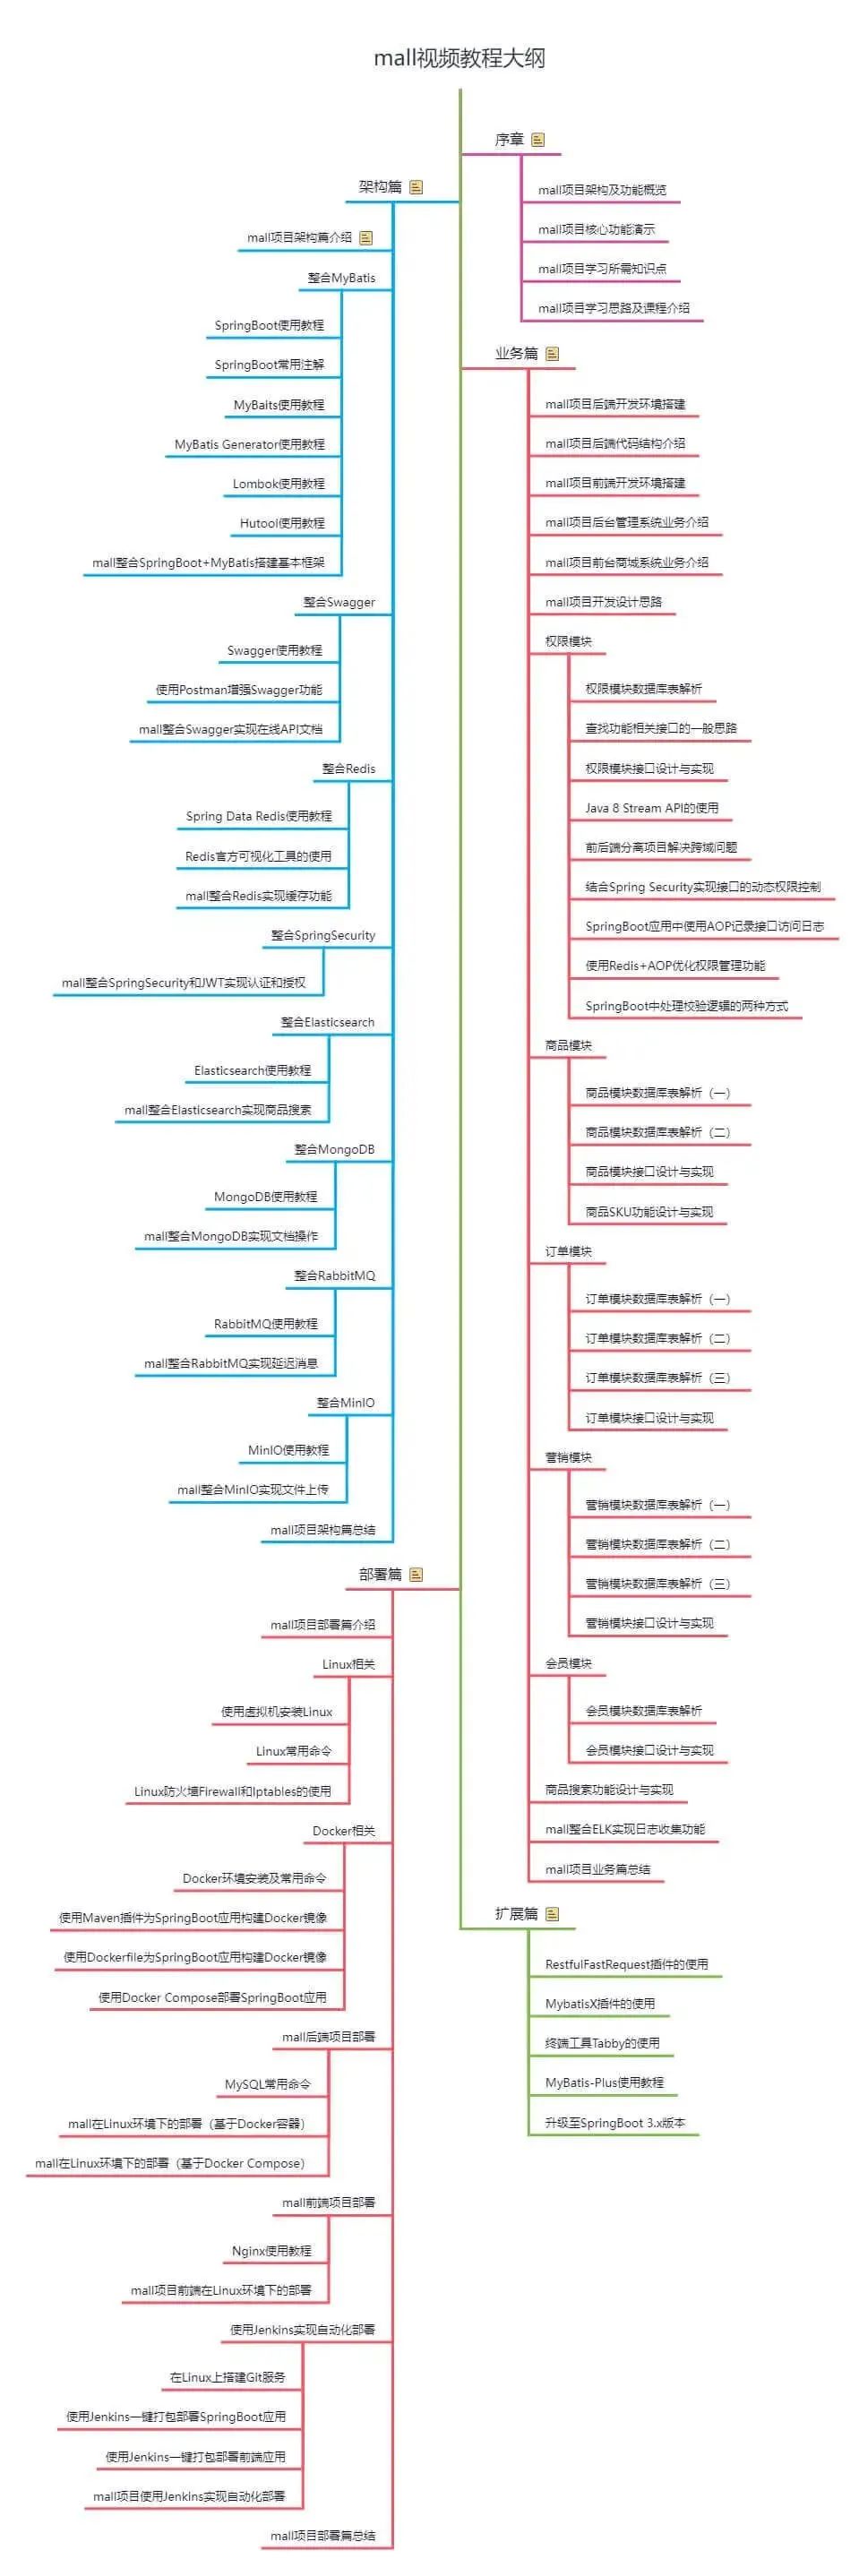 mall视频教程大纲
序章
mall项目架构及功能概览
mall项目核心功能演示
mall项目学习所需知识点
mall项目学习思路及课程介绍
架构篇
mall项目架构篇介绍
整合MyBatis
SpringBoot使用教程
SpringBoot常用注解
MyBaits使用教程
MyBatis Generator使用教程
Lombok使用教程
Hutool使用教程
mall整合SpringBoot+MyBatis搭建基本框架
整合Swagger
Swagger使用教程
使用Postman增强Swagger功能
mall整合Swagger实现在线API文档
整合Redis
Spring Data Redis使用教程
Redis官方可视化工具的使用
mall整合Redis实现缓存功能
整合SpringSecurity
mall整合SpringSecurity和JWT实现认证和授权
整合Elasticsearch
Elasticsearch使用教程
mall整合Elasticsearch实现商品搜索
整合MongoDB
MongoDB使用教程
mall整合MongoDB实现文档操作
整合RabbitMQ
RabbitMQ使用教程
mall整合RabbitMQ实现延迟消息
整合MinIO
MinIO使用教程
mall整合MinIO实现文件上传
mall项目架构篇总结
业务篇
mall项目后端开发环境搭建
mall项目后端代码结构介绍
mall项目前端开发环境搭建
mall项目后台管理系统业务介绍
mall项目前台商城系统业务介绍
mall项目开发设计思路
权限模块
权限模块数据库表解析
查找功能相关接口的一般思路
权限模块接口设计与实现
Java 8 Stream API的使用
前后端分离项目解决跨域问题
结合Spring Security实现接口的动态权限控制
SpringBoot应用中使用AOP记录接口访问日志
使用Redis+AOP优化权限管理功能
SpringBoot中处理校验逻辑的两种方式
商品模块
商品模块数据库表解析（一）
商品模块数据库表解析（二）
商品模块接口设计与实现
商品SKU功能设计与实现
订单模块
订单模块数据库表解析（一）
订单模块数据库表解析（二）
订单模块数据库表解析（三）
订单模块接口设计与实现
营销模块
营销模块数据库表解析（一）
营销模块数据库表解析（二）
营销模块数据库表解析（三）
营销模块接口设计与实现
会员模块
会员模块数据库表解析
会员模块接口设计与实现
商品搜索功能设计与实现
mall整合ELK实现日志收集功能
mall项目业务篇总结
部署篇
mall项目部署篇介绍
Linux相关
使用虚拟机安装Linux
Linux常用命令
Linux防火墙Firewall和Iptables的使用
Docker相关
Docker环境安装及常用命令
使用Maven插件为SpringBoot应用构建Docker镜像
使用Dockerfile为SpringBoot应用构建Docker镜像
使用Docker Compose部署SpringBoot应用
mall后端项目部署
MySQL常用命令
mall在Linux环境下的部署（基于Docker容器）
mall在Linux环境下的部署（基于Docker Compose）
mall前端项目部署
Nginx使用教程
mall项目前端在Linux环境下的部署
使用Jenkins实现自动化部署
在Linux上搭建Git服务
使用Jenkins一键打包部署SpringBoot应用
使用Jenkins一键打包部署前端应用
mall项目使用Jenkins实现自动化部署
mall项目部署篇总结
扩展篇
RestfulFastRequest插件的使用
MybatisX插件的使用
终端工具Tabby的使用
MyBatis-Plus使用教程
升级至SpringBoot 3.x版本